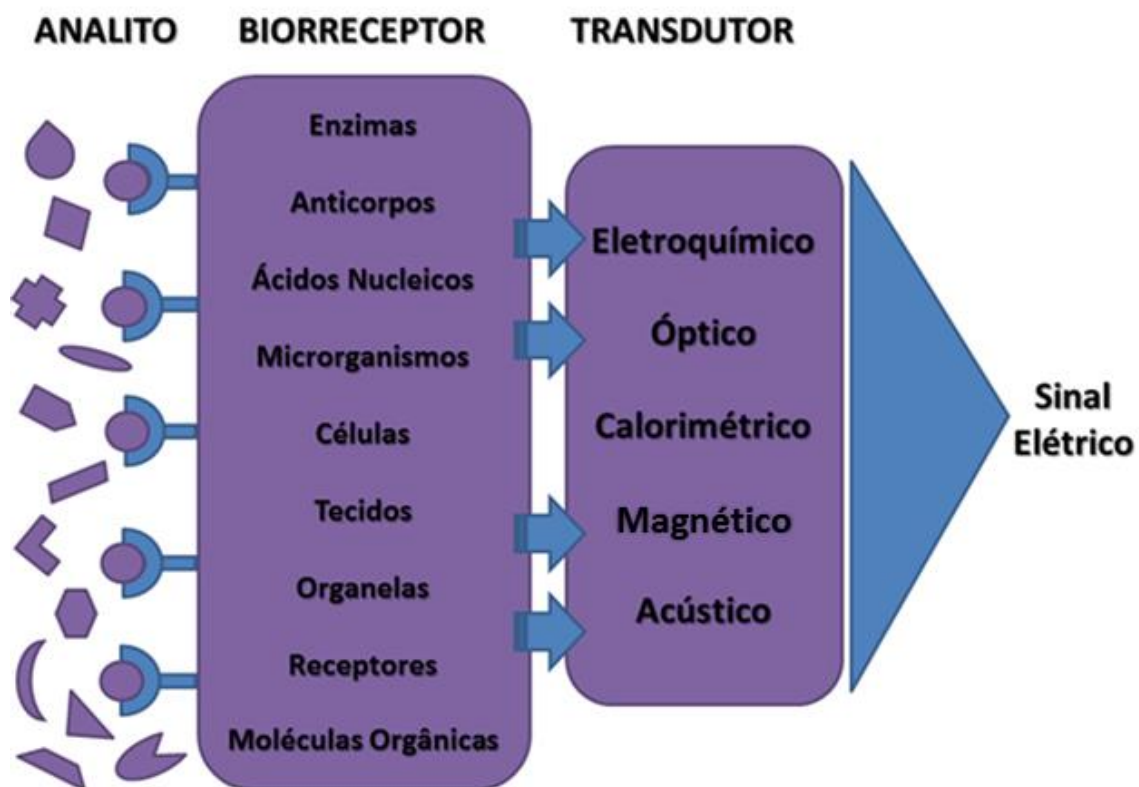 ANALITO
BIORRECEPTOR
TRANSDUTOR
Enzimas
Anticorpos
Ácidos Nucleicos
Microrganismos
Células
Tecidos
Organelas
Receptores
Moléculas Orgânicas
Eletroquímico
Óptico
Calorimétrico
Magnético
Acústico
Sinal
Elétrico